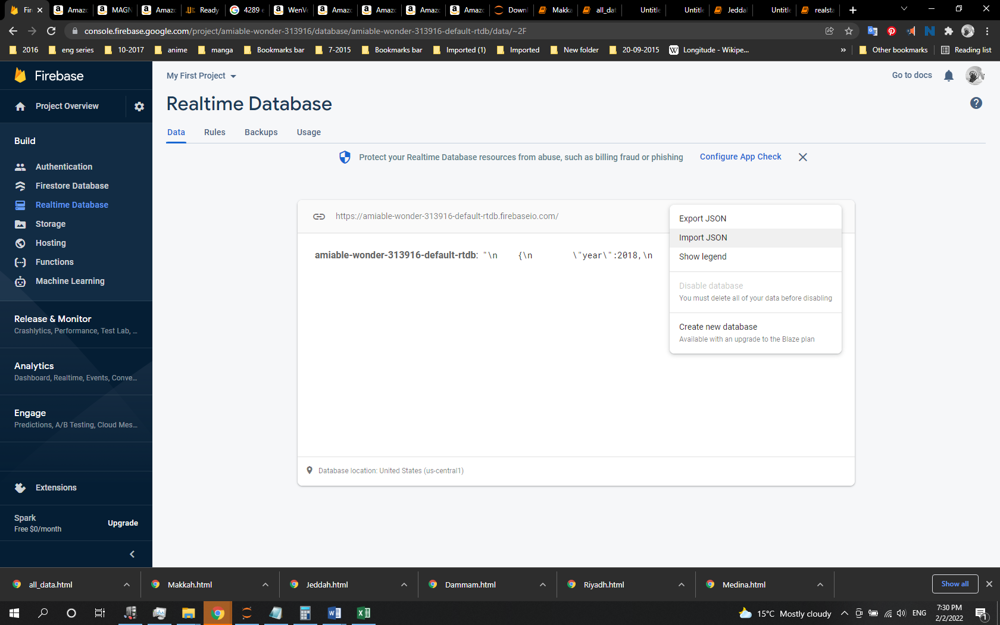 Fir
Amazo
MAGN
Amazo
Ready
4289 e
WenVe
Amazo
Amazo
Amazo
Amazo
Downl
Makka
all_dat
Untitle
Untitle
Jeddal
Untitle
realsta
console.firebase.google.com/project/amiable-wonder-313916/database/amiable-wonder-313916-default-rtdb/data/~2F
2016
eng series
10-2017
anime
manga
Bookmarks bar
7-2015
Bookmarks bar
Imported (1)
Imported
New folder
20-09-2015
Longitude - Wikipe...
»
Other bookmarks
Reading list
Firebase
My First Project
Go to docs
Project Overview
Realtime Database
Data
Rules
Backups
Usage
Build
Authentication
Firestore Database
Realtime Database
Storage
Hosting
Functions
Machine Learning
Protect your Realtime Database resources from abuse, such as billing fraud or phishing
Configure App Check
https://amiable-wonder-313916-default-rtdb.firebaseio.com/
amiable-wonder-313916-default-rtdb: "\n {\n \"year\":2018,\n
Export JSON
Import JSON
Show legend
Disable database
You must delete all of your data before disabling
Create new database
Available with an upgrade to the Blaze plan
Release & Monitor
Crashlytics, Performance, Test Lab, ...
Analytics
Dashboard, Realtime, Events, Conve...
Engage
Predictions, A/B Testing, Cloud Mes...
Database location: United States (us-central1)
Extensions
Spark
Free $0/month
Upgrade
all_data.html
Makkah.html
Jeddah.html
Dammam.html
Riyadh.html
Medina.html
Show all
15°C Mostly cloudy
ENG
7:30 PM
2/2/2022
1